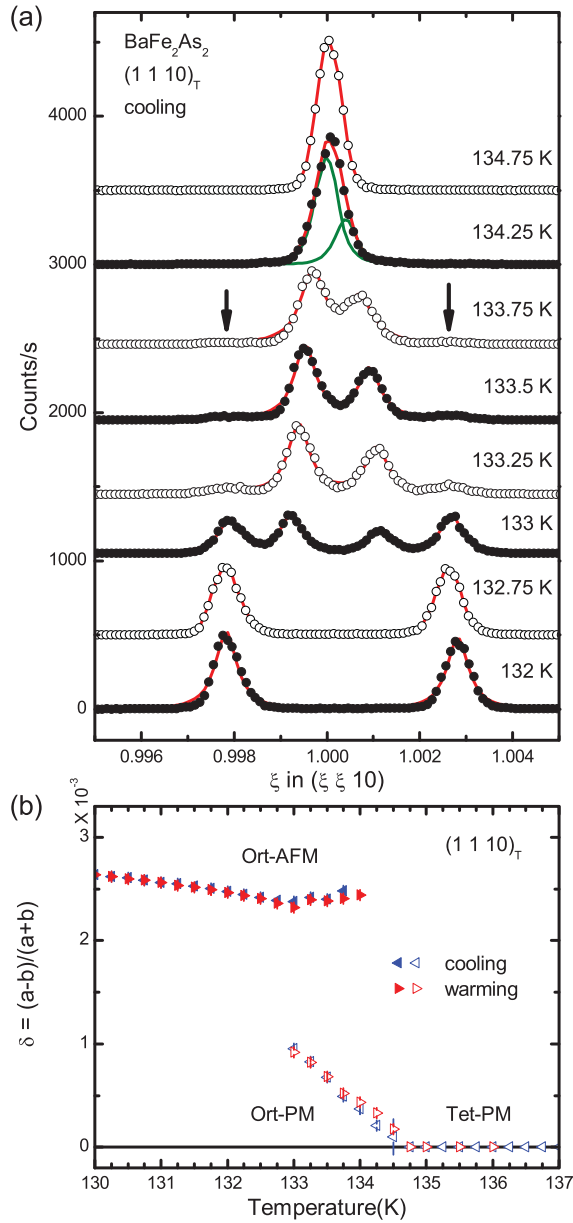 (a)
BaFe₂As₂
(1 1 10)T
cooling
4000
134.75 K
134.25 K
3000
133.75 K
133.5 K
Counts/s
2000
133.25 K
133 K
1000
132.75 K
132 K
0
0.996 0.998 1.000 1.002 1.004
ξ in (ξ ξ 10)
(b)
X 10⁻³
3
Ort-AFM
(1 1 10)T
2
cooling
warming
δ = (a-b)/(a+b)
1
Ort-PM
Tet-PM
0
130 131 132 133 134 135 136 137
Temperature(K)